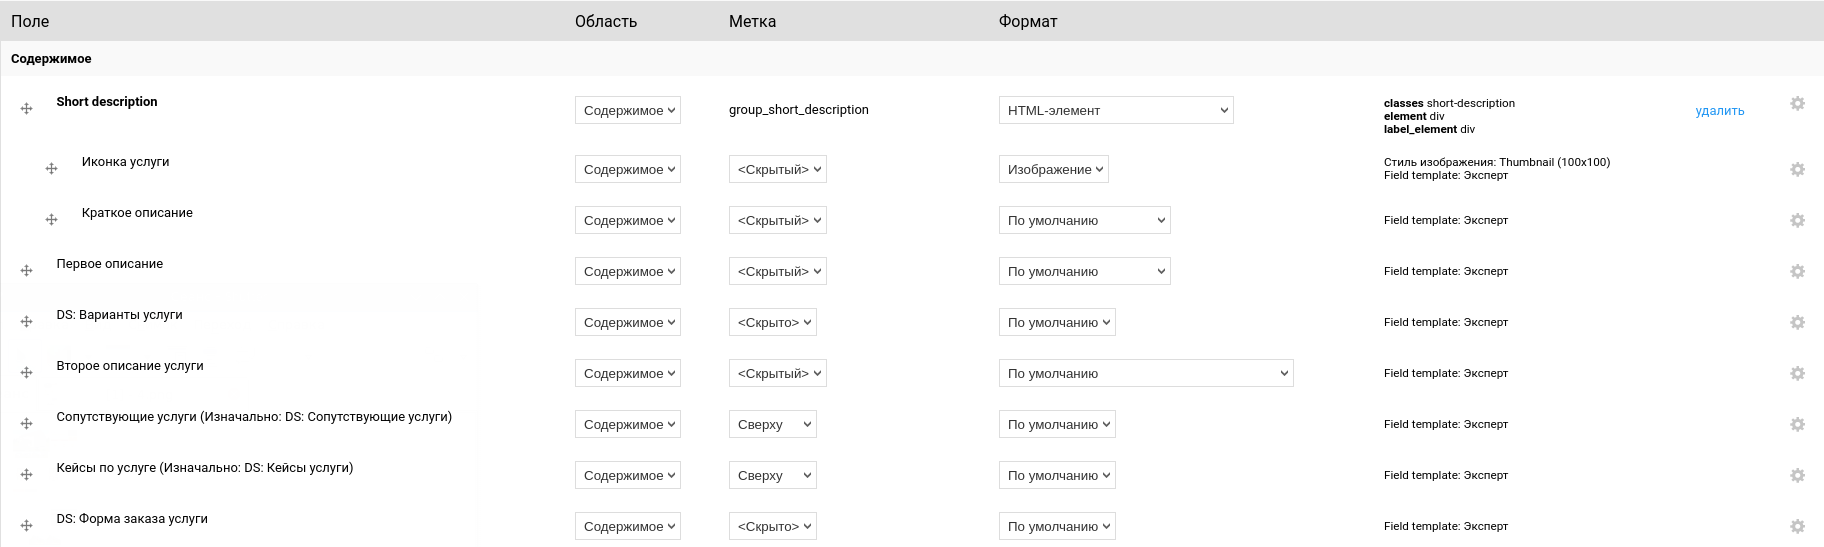 Поле Область Метка Формат
Содержимое
Short description Содержимое group_short_description HTML-элемент classes short-description удалить
element div
label_element div
Иконка услуги Содержимое <Скрытый> Изображение Стиль изображения: Thumbnail (100x100)
Field template: Эксперт
Краткое описание Содержимое <Скрытый> По умолчанию Field template: Эксперт
Первое описание Содержимое <Скрытый> По умолчанию Field template: Эксперт
DS: Варианты услуги Содержимое <Скрыто> По умолчанию Field template: Эксперт
Второе описание услуги Содержимое <Скрытый> По умолчанию Field template: Эксперт
Сопутствующие услуги (Изначально: DS: Сопутствующие услуги) Содержимое Сверху По умолчанию Field template: Эксперт
Кейсы по услуге (Изначально: DS: Кейсы услуги) Содержимое Сверху По умолчанию Field template: Эксперт
DS: Форма заказа услуги Содержимое <Скрыто> По умолчанию Field template: Эксперт